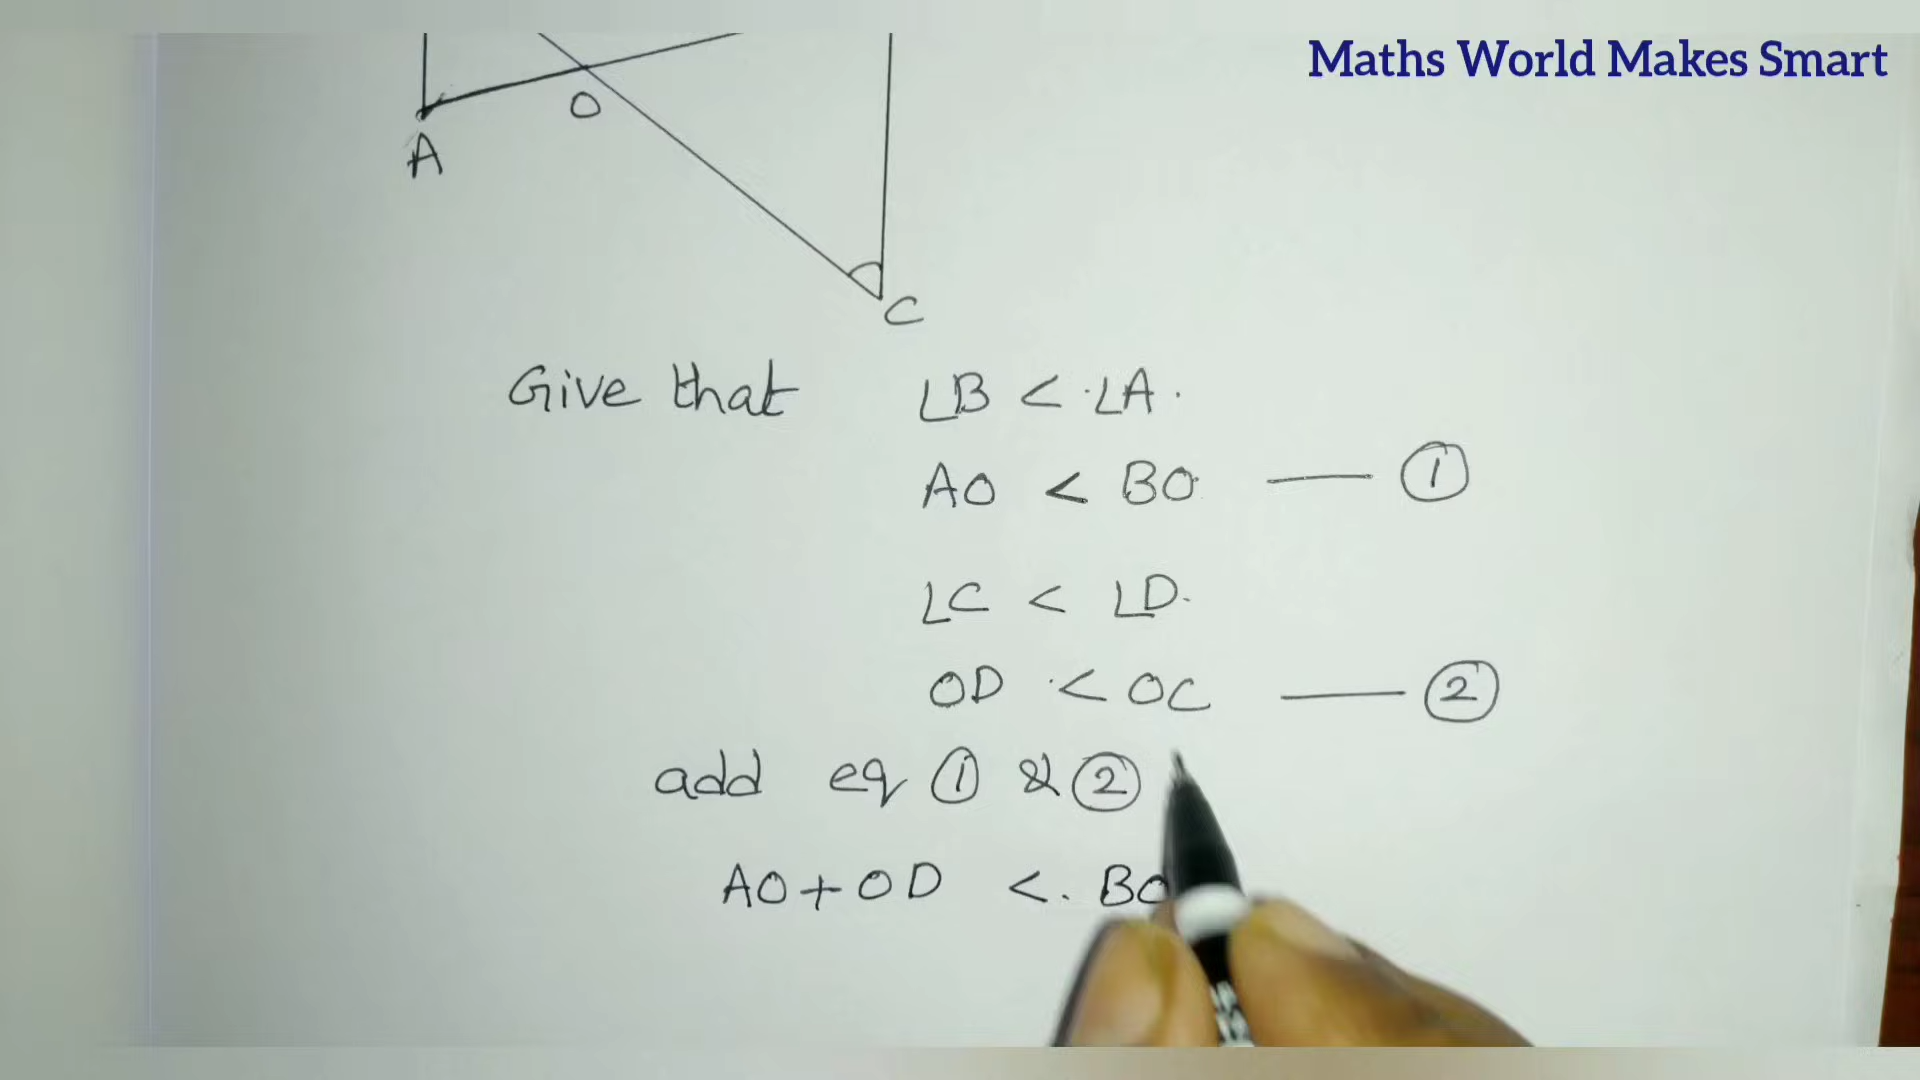 Maths World Makes Smart
O
A
C
Give that ∠B < ∠A.
AO < BO —— ①
∠C < ∠D.
OD < OC —— ②
add eq ① & ②
AO+OD < BO